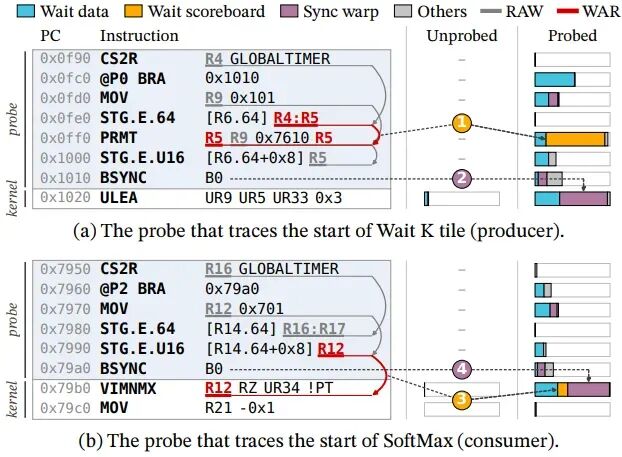 Wait data Wait scoreboard Sync warp Others RAW WAR
PC Instruction Unprobed Probed
probe
0x0f90 CS2R R4 GLOBALTIMER –
0x0fc0 @P0 BRA 0x1010 –
0x0fd0 MOV R9 0x101 –
0x0fe0 STG.E.64 [R6.64] R4:R5 –
0x0ff0 PRMT R5 R9 0x7610 R5 1
0x1000 STG.E.U16 [R6.64+0x8] R5 –
0x1010 BSYNC B0 2
kernel
0x1020 ULEA UR9 UR5 UR33 0x3
(a) The probe that traces the start of Wait K tile (producer).
probe
0x7950 CS2R R16 GLOBALTIMER –
0x7960 @P2 BRA 0x79a0 –
0x7970 MOV R12 0x701 –
0x7980 STG.E.64 [R14.64] R16:R17 –
0x7990 STG.E.U16 [R14.64+0x8] R12 –
0x79a0 BSYNC B0 4
kernel
0x79b0 VIMNMX R12 RZ UR34 !PT
0x79c0 MOV R21 -0x1 3
(b) The probe that traces the start of SoftMax (consumer).